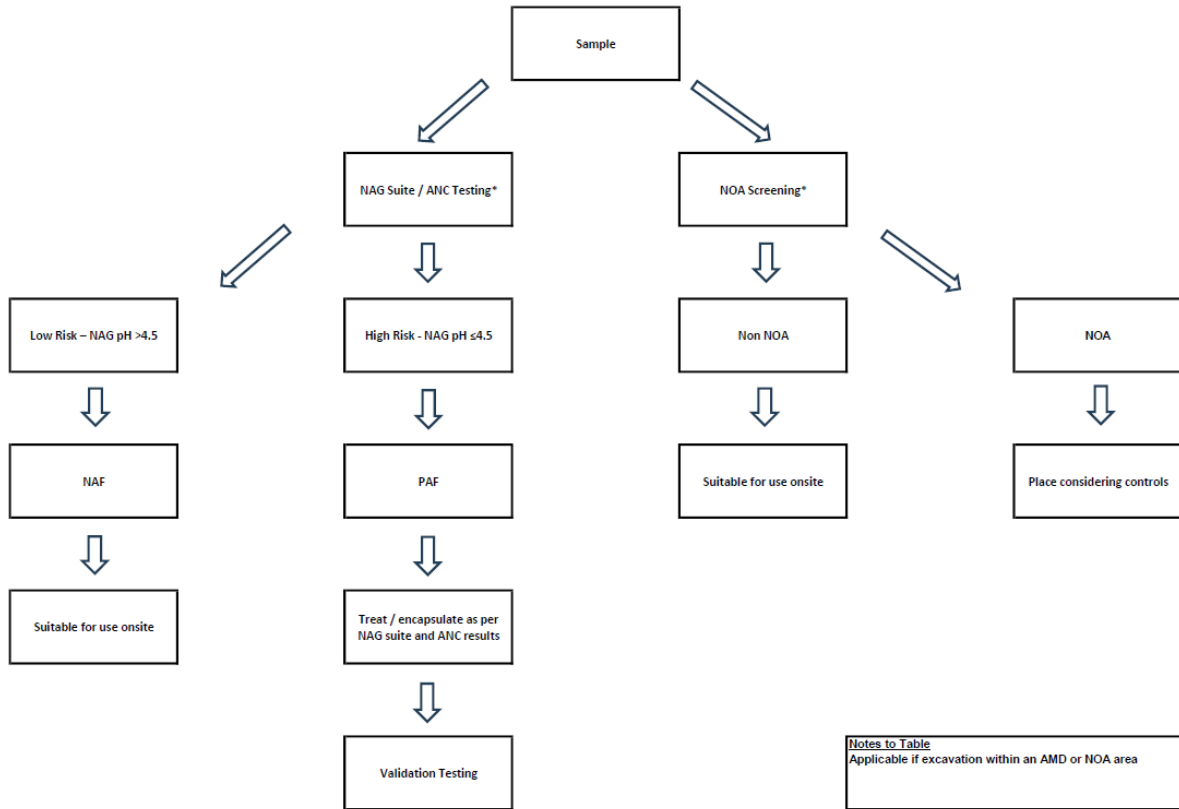 Sample
NAG Suite / ANC Testing*
NOA Screening*
Low Risk – NAG pH >4.5
High Risk - NAG pH ≤4.5
Non NOA
NOA
NAF
PAF
Suitable for use onsite
Place considering controls
Suitable for use onsite
Treat / encapsulate as per
NAG suite and ANC results
Validation Testing
Notes to Table
Applicable if excavation within an AMD or NOA area